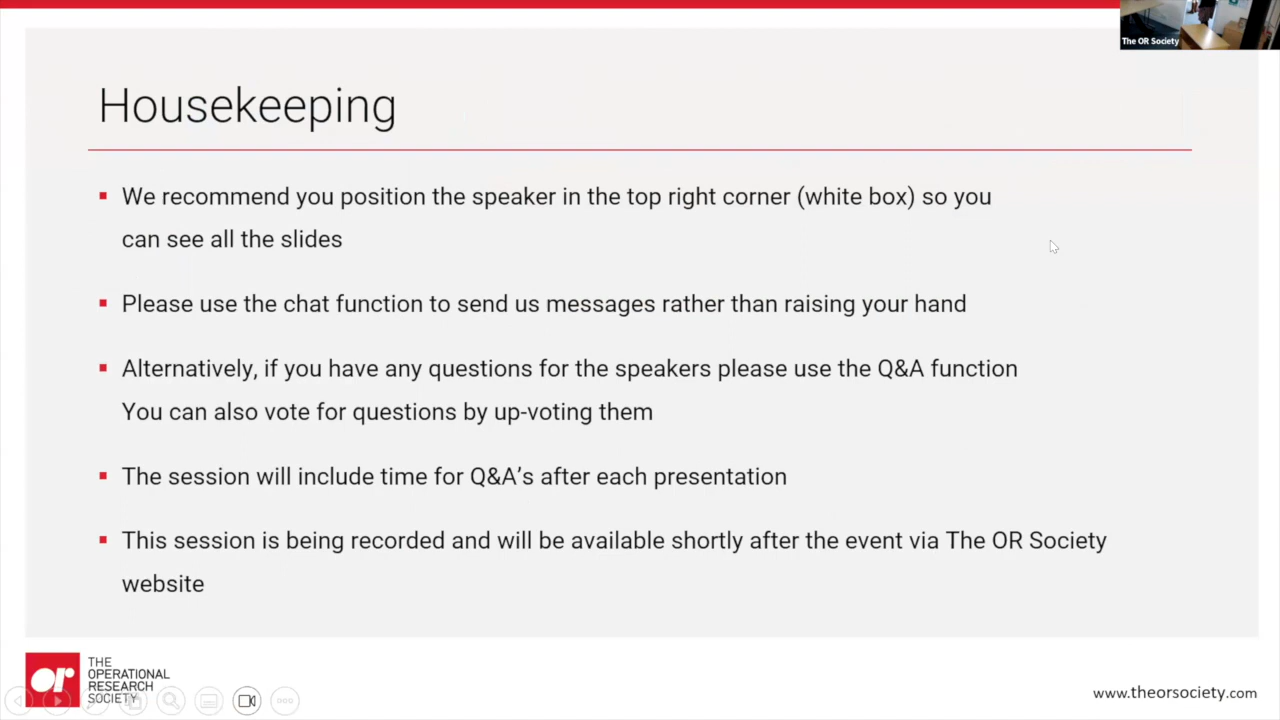 The OR Society
Housekeeping
We recommend you position the speaker in the top right corner (white box) so you
can see all the slides
Please use the chat function to send us messages rather than raising your hand
Alternatively, if you have any questions for the speakers please use the Q&A function
You can also vote for questions by up-voting them
The session will include time for Q&A’s after each presentation
This session is being recorded and will be available shortly after the event via The OR Society
website
or
THE
OPERATIONAL
RESEARCH
SOCIETY
www.theorsociety.com